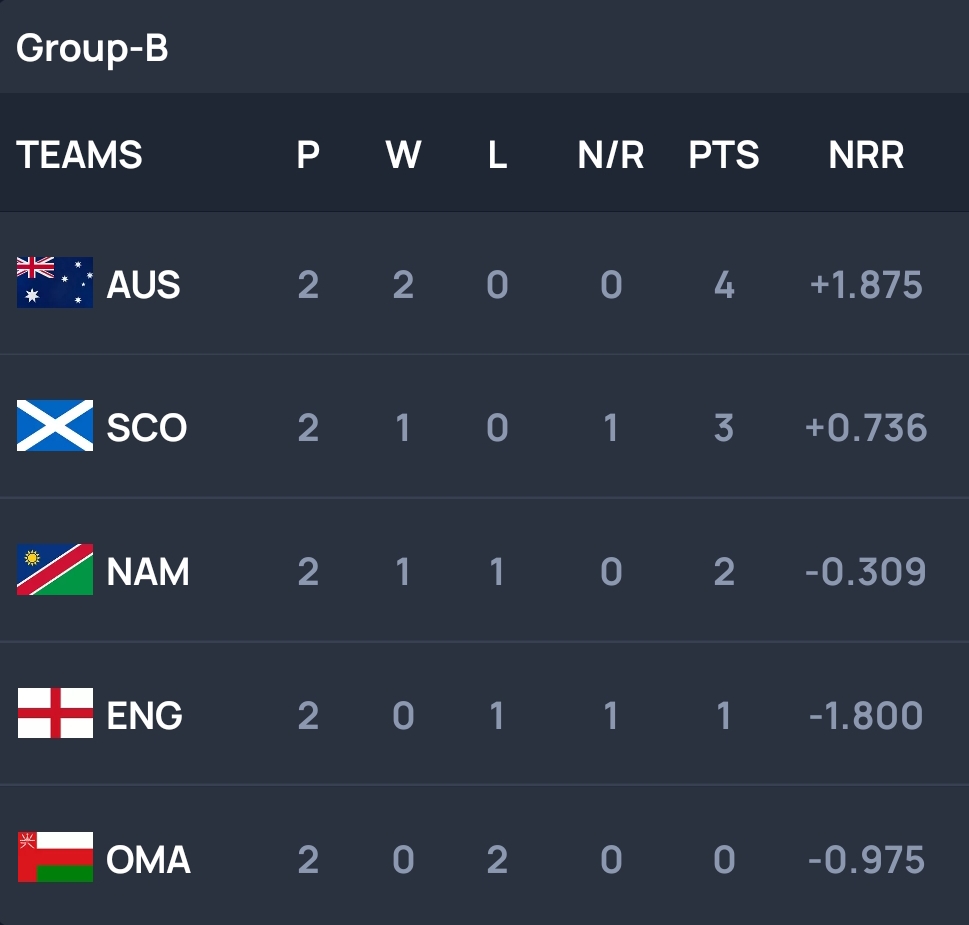 Group-B
TEAMS P W L N/R PTS NRR
AUS 2 2 0 0 4 +1.875
SCO 2 1 0 1 3 +0.736
NAM 2 1 1 0 2 -0.309
ENG 2 0 1 1 1 -1.800
OMA 2 0 2 0 0 -0.975